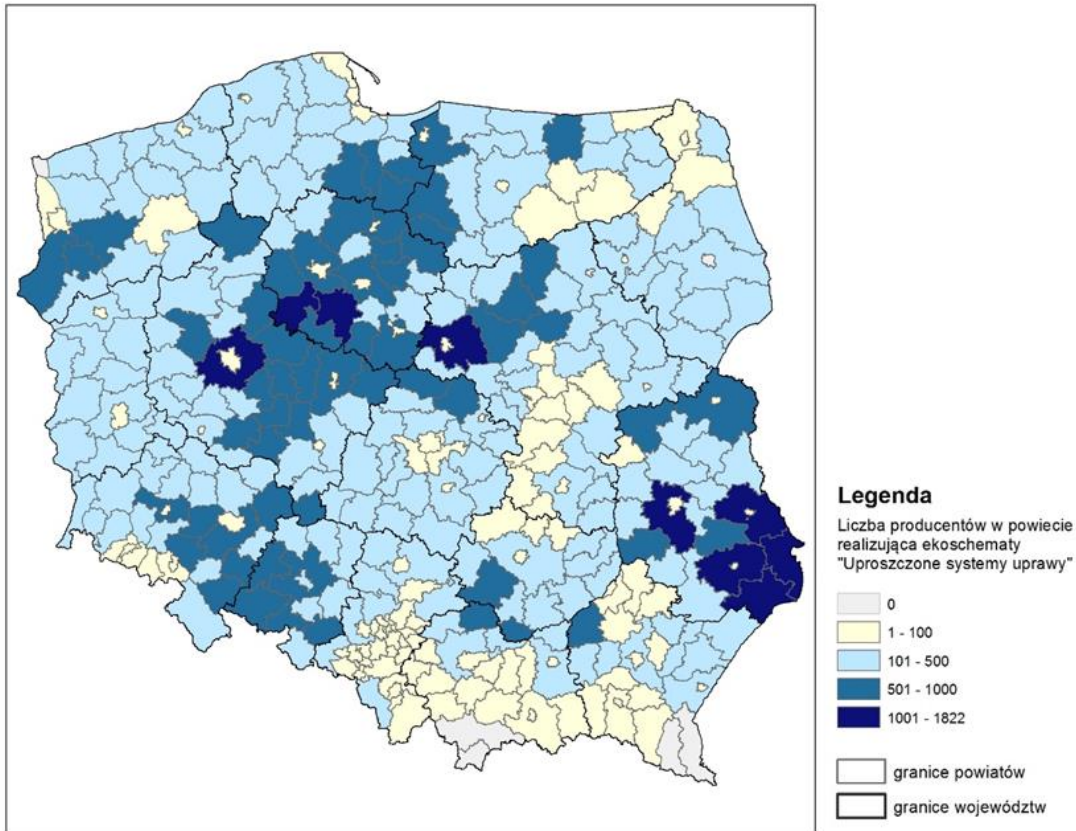 Legenda
Liczba producentów w powiecie
realizująca ekoschematy
"Uproszczone systemy uprawy"
0
1 - 100
101 - 500
501 - 1000
1001 - 1822
granice powiatów
granice województw